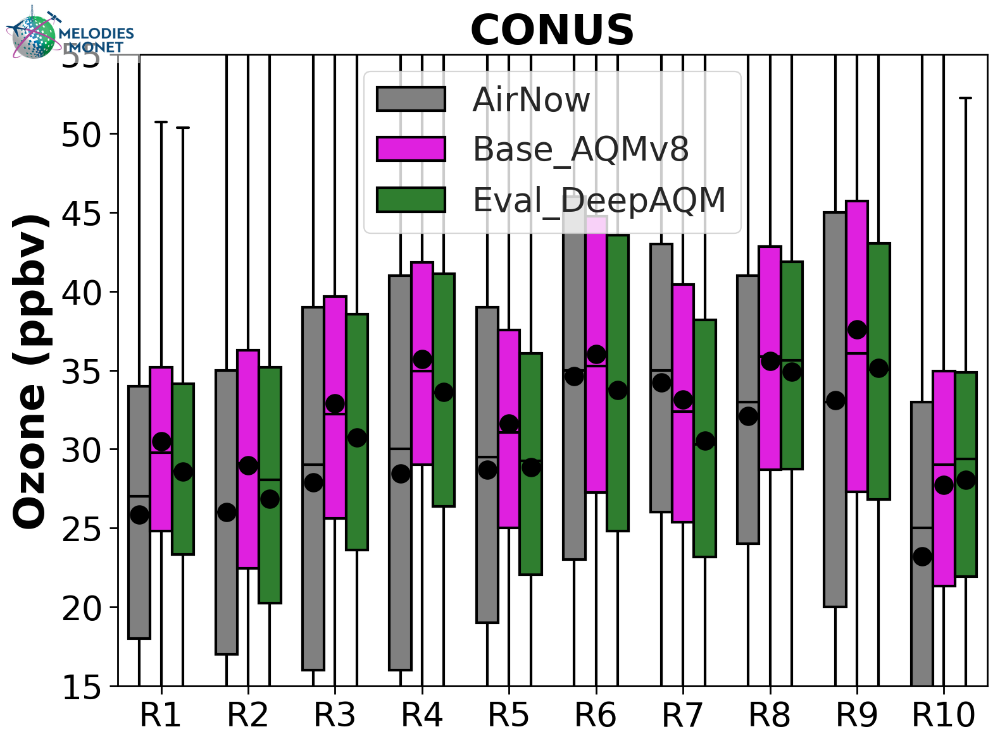 MELODIES
MONET
CONUS
Ozone (ppbv)
55
50
45
40
35
30
25
20
15
AirNow
Base_AQMv8
Eval_DeepAQM
R1 R2 R3 R4 R5 R6 R7 R8 R9 R10